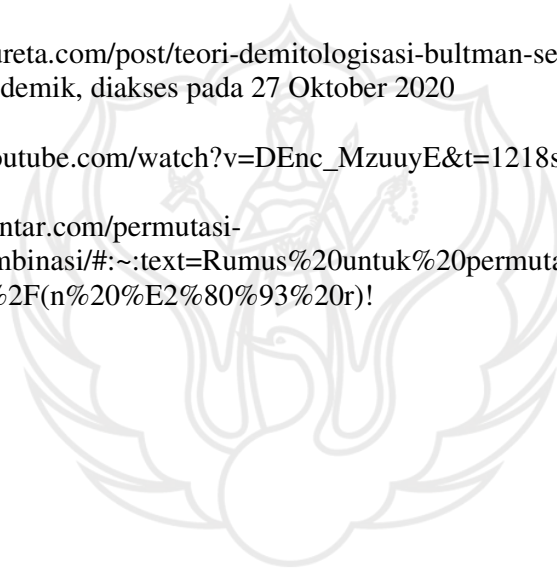 ureta.com/post/teori-demitologisasi-bultman-se
demik, diakses pada 27 Oktober 2020
outube.com/watch?v=DEnc_MzuuyE&t=1218s
ntar.com/permutasi-
mbinasi/#:~:text=Rumus%20untuk%20permuta
%2F(n%20%E2%80%93%20r)!